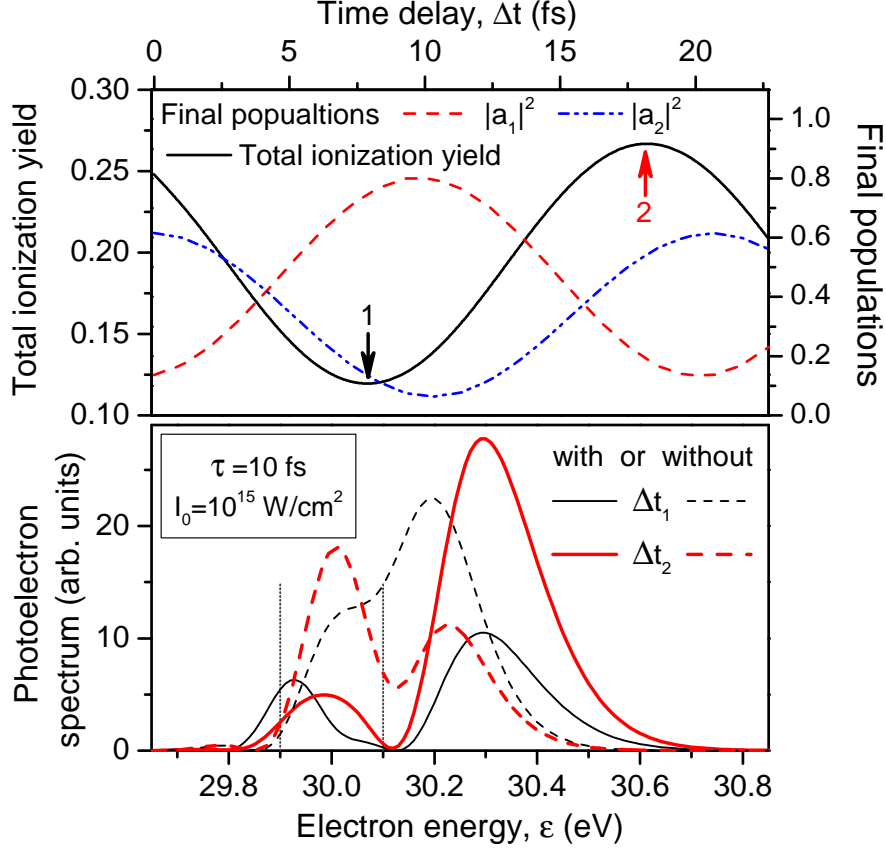 Time delay, Δt (fs)
0 5 10 15 20
0.30
0.25
0.20
0.15
0.10
Total ionization yield
Final popualtions |a₁|² |a₂|²
Total ionization yield
1
2
1.0
0.8
0.6
0.4
0.2
0.0
Final populations
20
10
0
Photoelectron
spectrum (arb. units)
τ =10 fs
I₀=10¹⁵ W/cm²
with or without
Δt₁
Δt₂
29.8 30.0 30.2 30.4 30.6 30.8
Electron energy, ε (eV)